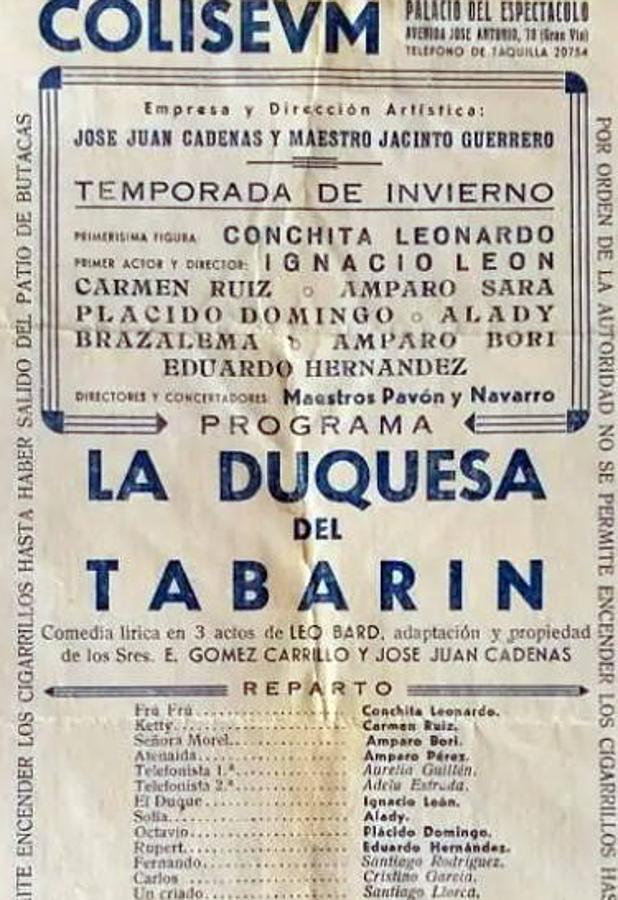 COLISEVM
PALACIO DEL ESPECTACULO
AVENIDA JOSE ANTONIO, 78 (Gran Vía)
TELEFONO DE TAQUILLA 20754
Empresa y Dirección Artística:
JOSE JUAN CADENAS Y MAESTRO JACINTO GUERRERO
TEMPORADA DE INVIERNO
PRIMERISIMA FIGURA: CONCHITA LEONARDO
PRIMER ACTOR Y DIRECTOR: IGNACIO LEON
CARMEN RUIZ o AMPARO SARA
PLACIDO DOMINGO o ALADY
BRAZALEMA o AMPARO BORI
EDUARDO HERNANDEZ
DIRECTORES Y CONCERTADORES: Maestros Pavón y Navarro
PROGRAMA
LA DUQUESA
DEL
TABARIN
Comedia lírica en 3 actos de LEO BARD, adaptación y propiedad
de los Sres. E. GOMEZ CARRILLO Y JOSE JUAN CADENAS
REPARTO
Frú Frú.................... Conchita Leonardo.
Ketty.................... Carmen Ruiz.
Señora Morel.................... Amparo Bori.
Atenaida.................... Amparo Pérez.
Telefonista 1.ª.................... Aurelia Guillén.
Telefonista 2.ª.................... Adela Estrada.
El Duque.................... Ignacio León.
Sofía.................... Alady.
Octavio.................... Plácido Domingo.
Rupert.................... Eduardo Hernández.
Fernando.................... Santiago Rodríguez.
Carlos.................... Cristino García.
Un criado.................... Santiago Llorca.
ITE ENCENDER LOS CIGARRILLOS HASTA HABER SALIDO DEL PATIO DE BUTACAS
POR ORDEN DE LA AUTORIDAD NO SE PERMITE ENCENDER LOS CIGARRILLOS HAS